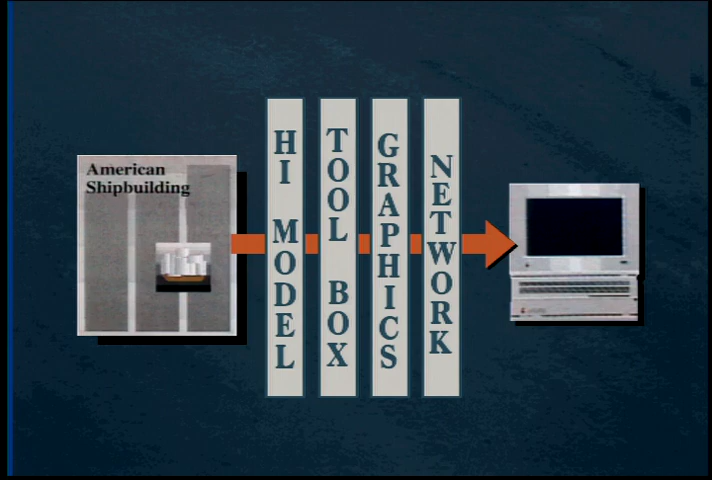 American
Shipbuilding
HI MODEL
TOOL BOX
GRAPHICS
NETWORK